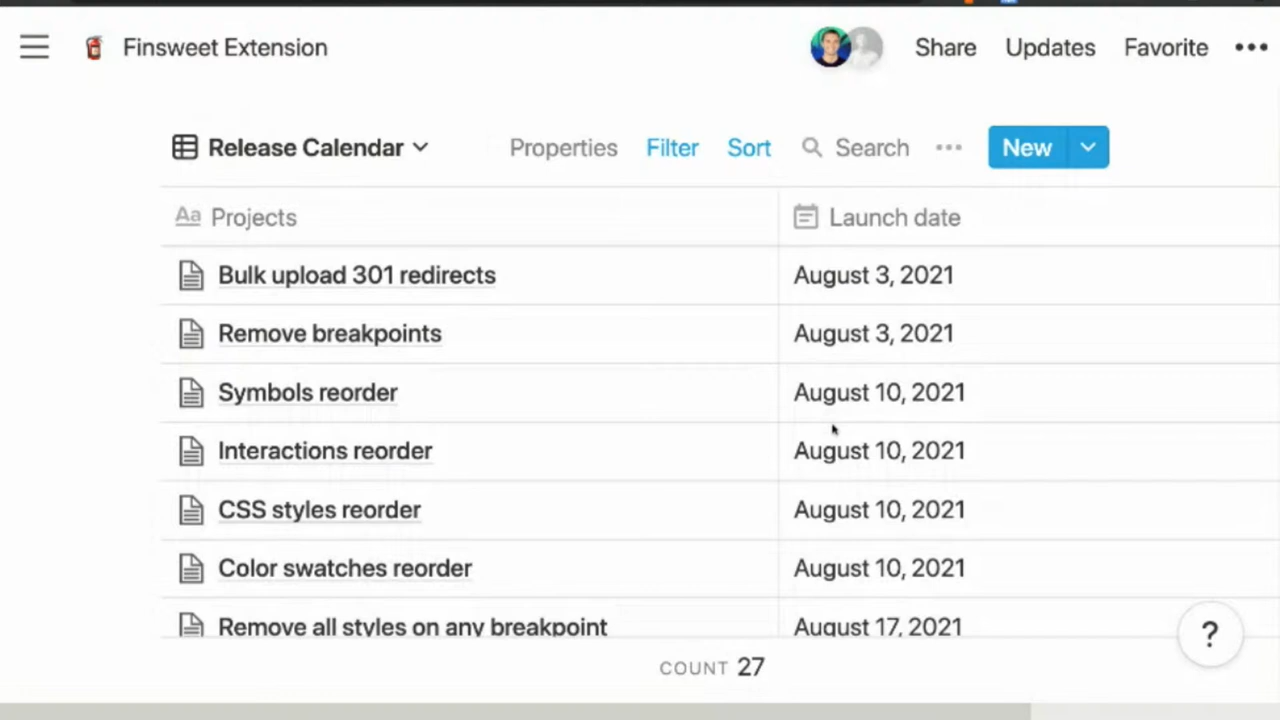 Finsweet Extension Share Updates Favorite
Release Calendar Properties Filter Sort Search New
Aa Projects Launch date
Bulk upload 301 redirects August 3, 2021
Remove breakpoints August 3, 2021
Symbols reorder August 10, 2021
Interactions reorder August 10, 2021
CSS styles reorder August 10, 2021
Color swatches reorder August 10, 2021
Remove all styles on any breakpoint August 17, 2021
?
COUNT 27